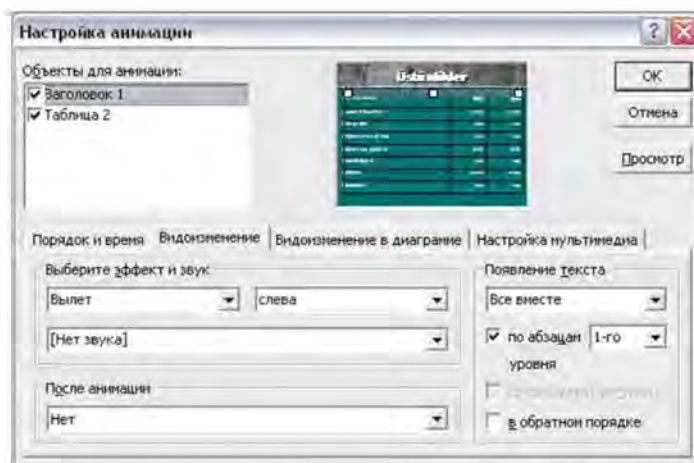 Настройка анимации
Объекты для анимации:
Заголовок 1
Таблица 2
ОК
Отмена
Просмотр
Порядок и время Видоизменение Видоизменение в диаграмме Настройка мультимедиа
Выберите эффект и звук
Вылет слева
[Нет звука]
После анимации
Нет
Появление текста
Все вместе
по абзацам 1-го
уровня
в обратном порядке